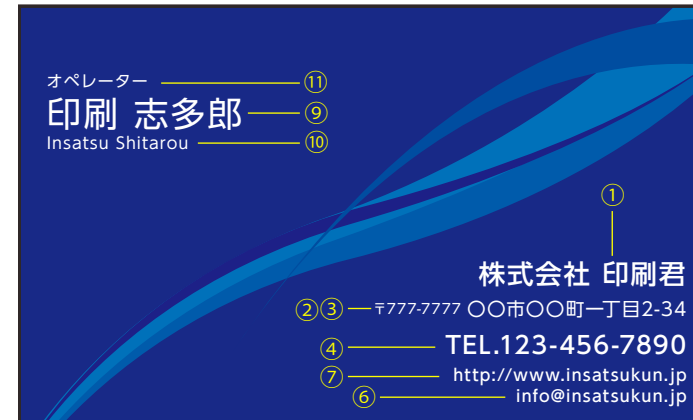 オペレーター ⑪
印刷 志多郎 ⑨
Insatsu Shitarou ⑩
①
株式会社 印刷君
②③ 〒777-7777 〇〇市〇〇町一丁目2-34
④ TEL.123-456-7890
⑦ http://www.insatsukun.jp
⑥ info@insatsukun.jp